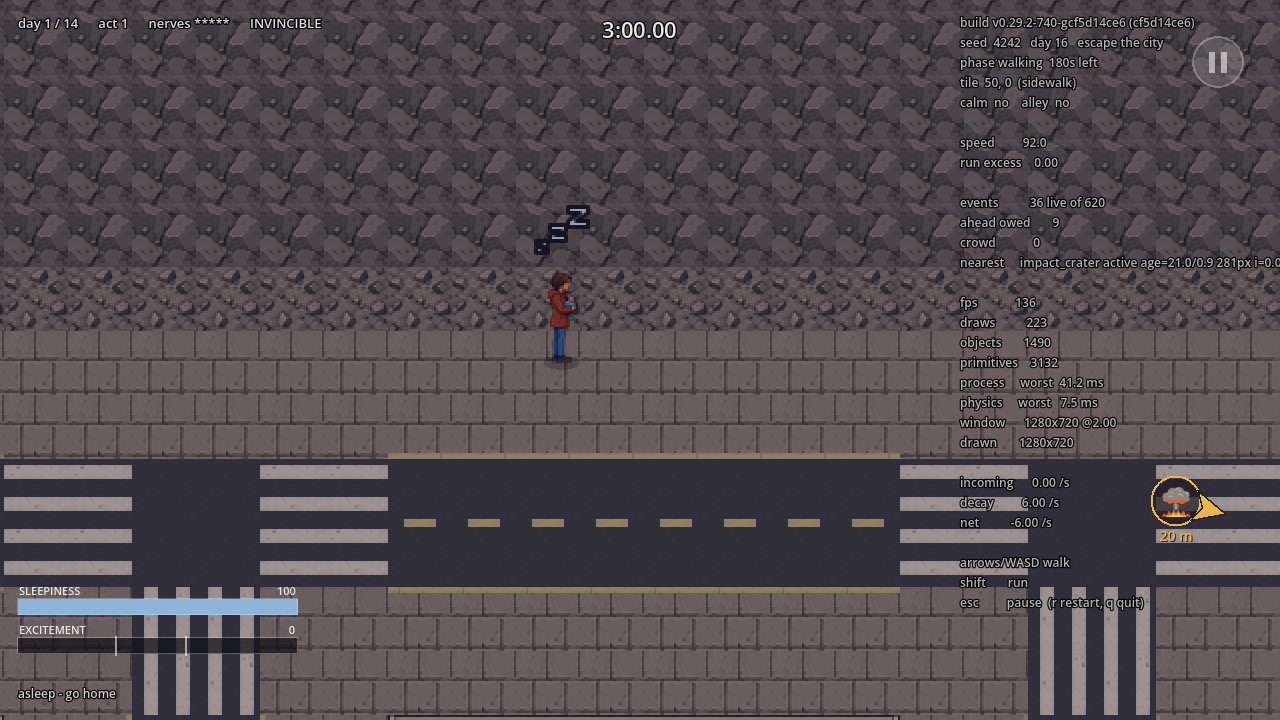 day 1 / 14 act 1 nerves ***** INVINCIBLE
3:00.00
build v0.29.2-740-gcf5d14ce6 (cf5d14ce6)
seed 4242 day 16 escape the city
phase walking 180s left
tile 50, 0 (sidewalk)
calm no alley no
speed 92.0
run excess 0.00
events 36 live of 620
ahead owed 9
crowd 0
nearest impact_crater active age=21.0/0.9 281px i=0.0
fps 136
draws 223
objects 1490
primitives 3132
process worst 41.2 ms
physics worst 7.5 ms
window 1280x720 @2.00
drawn 1280x720
incoming 0.00 /s
decay 6.00 /s
net -6.00 /s
20 m
arrows/WASD walk
shift run
esc pause (r restart, q quit)
z z Z
SLEEPINESS 100
EXCITEMENT 0
asleep - go home